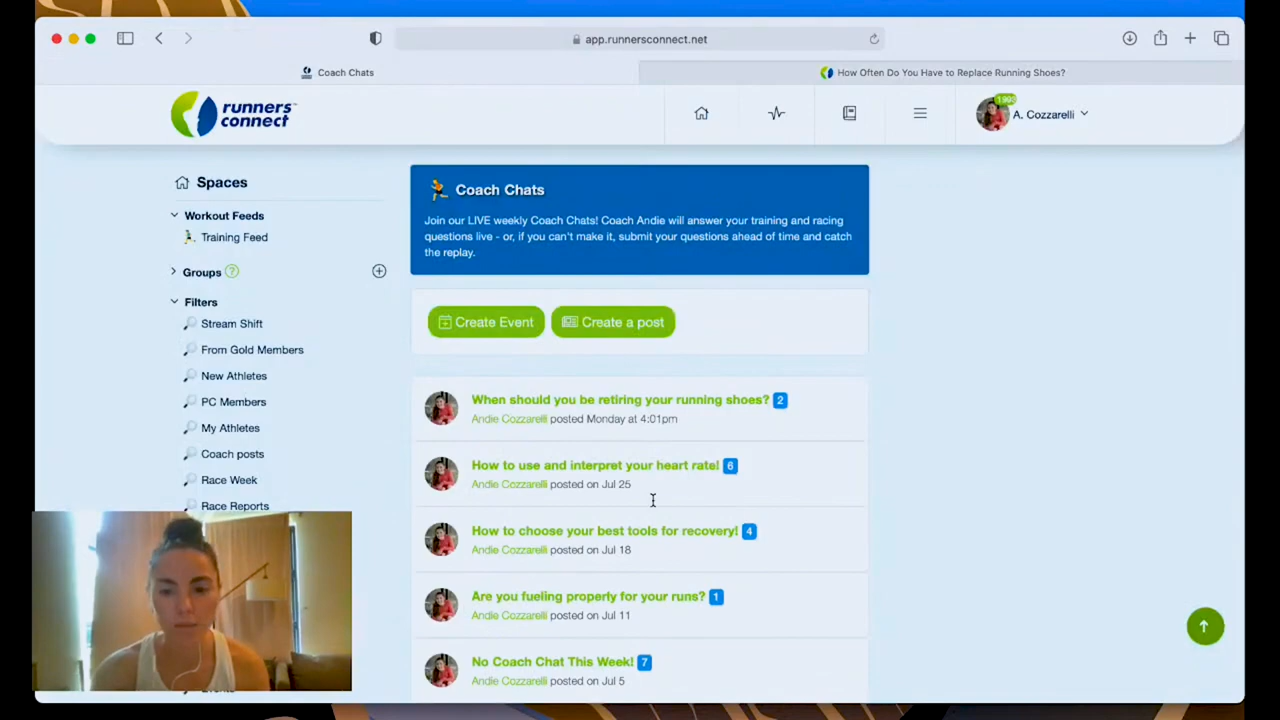 app.runnersconnect.net
Coach Chats
How Often Do You Have to Replace Running Shoes?
runners connect™
1993
A. Cozzarelli
Spaces
Workout Feeds
Training Feed
Groups ?
Filters
Stream Shift
From Gold Members
New Athletes
PC Members
My Athletes
Coach posts
Race Week
Race Reports
Coach Chats
Join our LIVE weekly Coach Chats! Coach Andie will answer your training and racing
questions live - or, if you can't make it, submit your questions ahead of time and catch
the replay.
Create Event
Create a post
When should you be retiring your running shoes? 2
Andie Cozzarelli posted Monday at 4:01pm
How to use and interpret your heart rate! 6
Andie Cozzarelli posted on Jul 25
How to choose your best tools for recovery! 4
Andie Cozzarelli posted on Jul 18
Are you fueling properly for your runs? 1
Andie Cozzarelli posted on Jul 11
No Coach Chat This Week! 7
Andie Cozzarelli posted on Jul 5